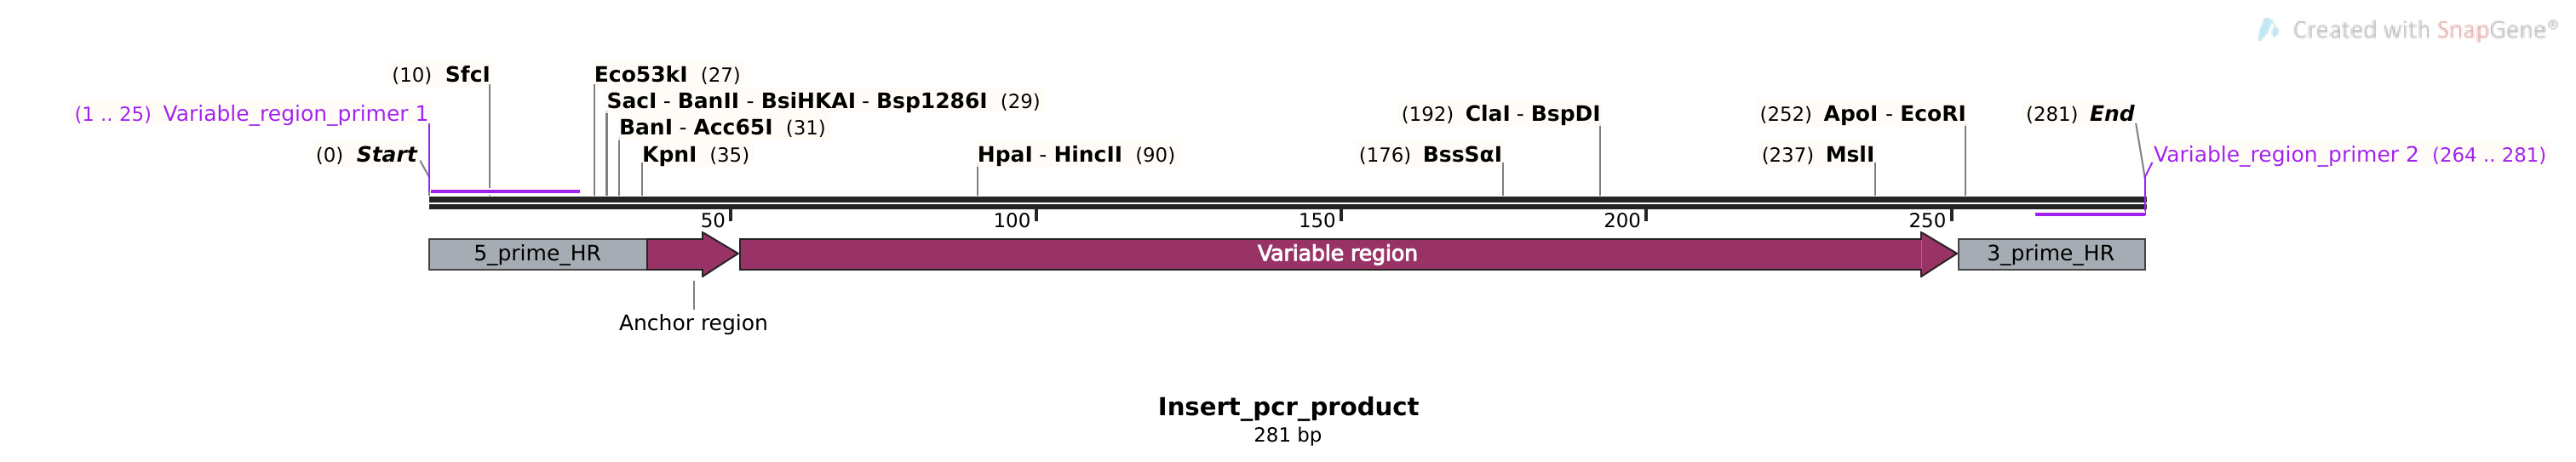 Created with SnapGene®
(10) SfcI
Eco53kI (27)
SacI - BanII - BsiHKAI - Bsp1286I (29)
(1 .. 25) Variable_region_primer 1
BanI - Acc65I (31)
(192) ClaI - BspDI
(252) ApoI - EcoRI
(281) End
(0) Start
KpnI (35)
HpaI - HincII (90)
(176) BssSαI
(237) MslI
Variable_region_primer 2 (264 .. 281)
50 100 150 200 250
5_prime_HR
Variable region
3_prime_HR
Anchor region
Insert_pcr_product
281 bp